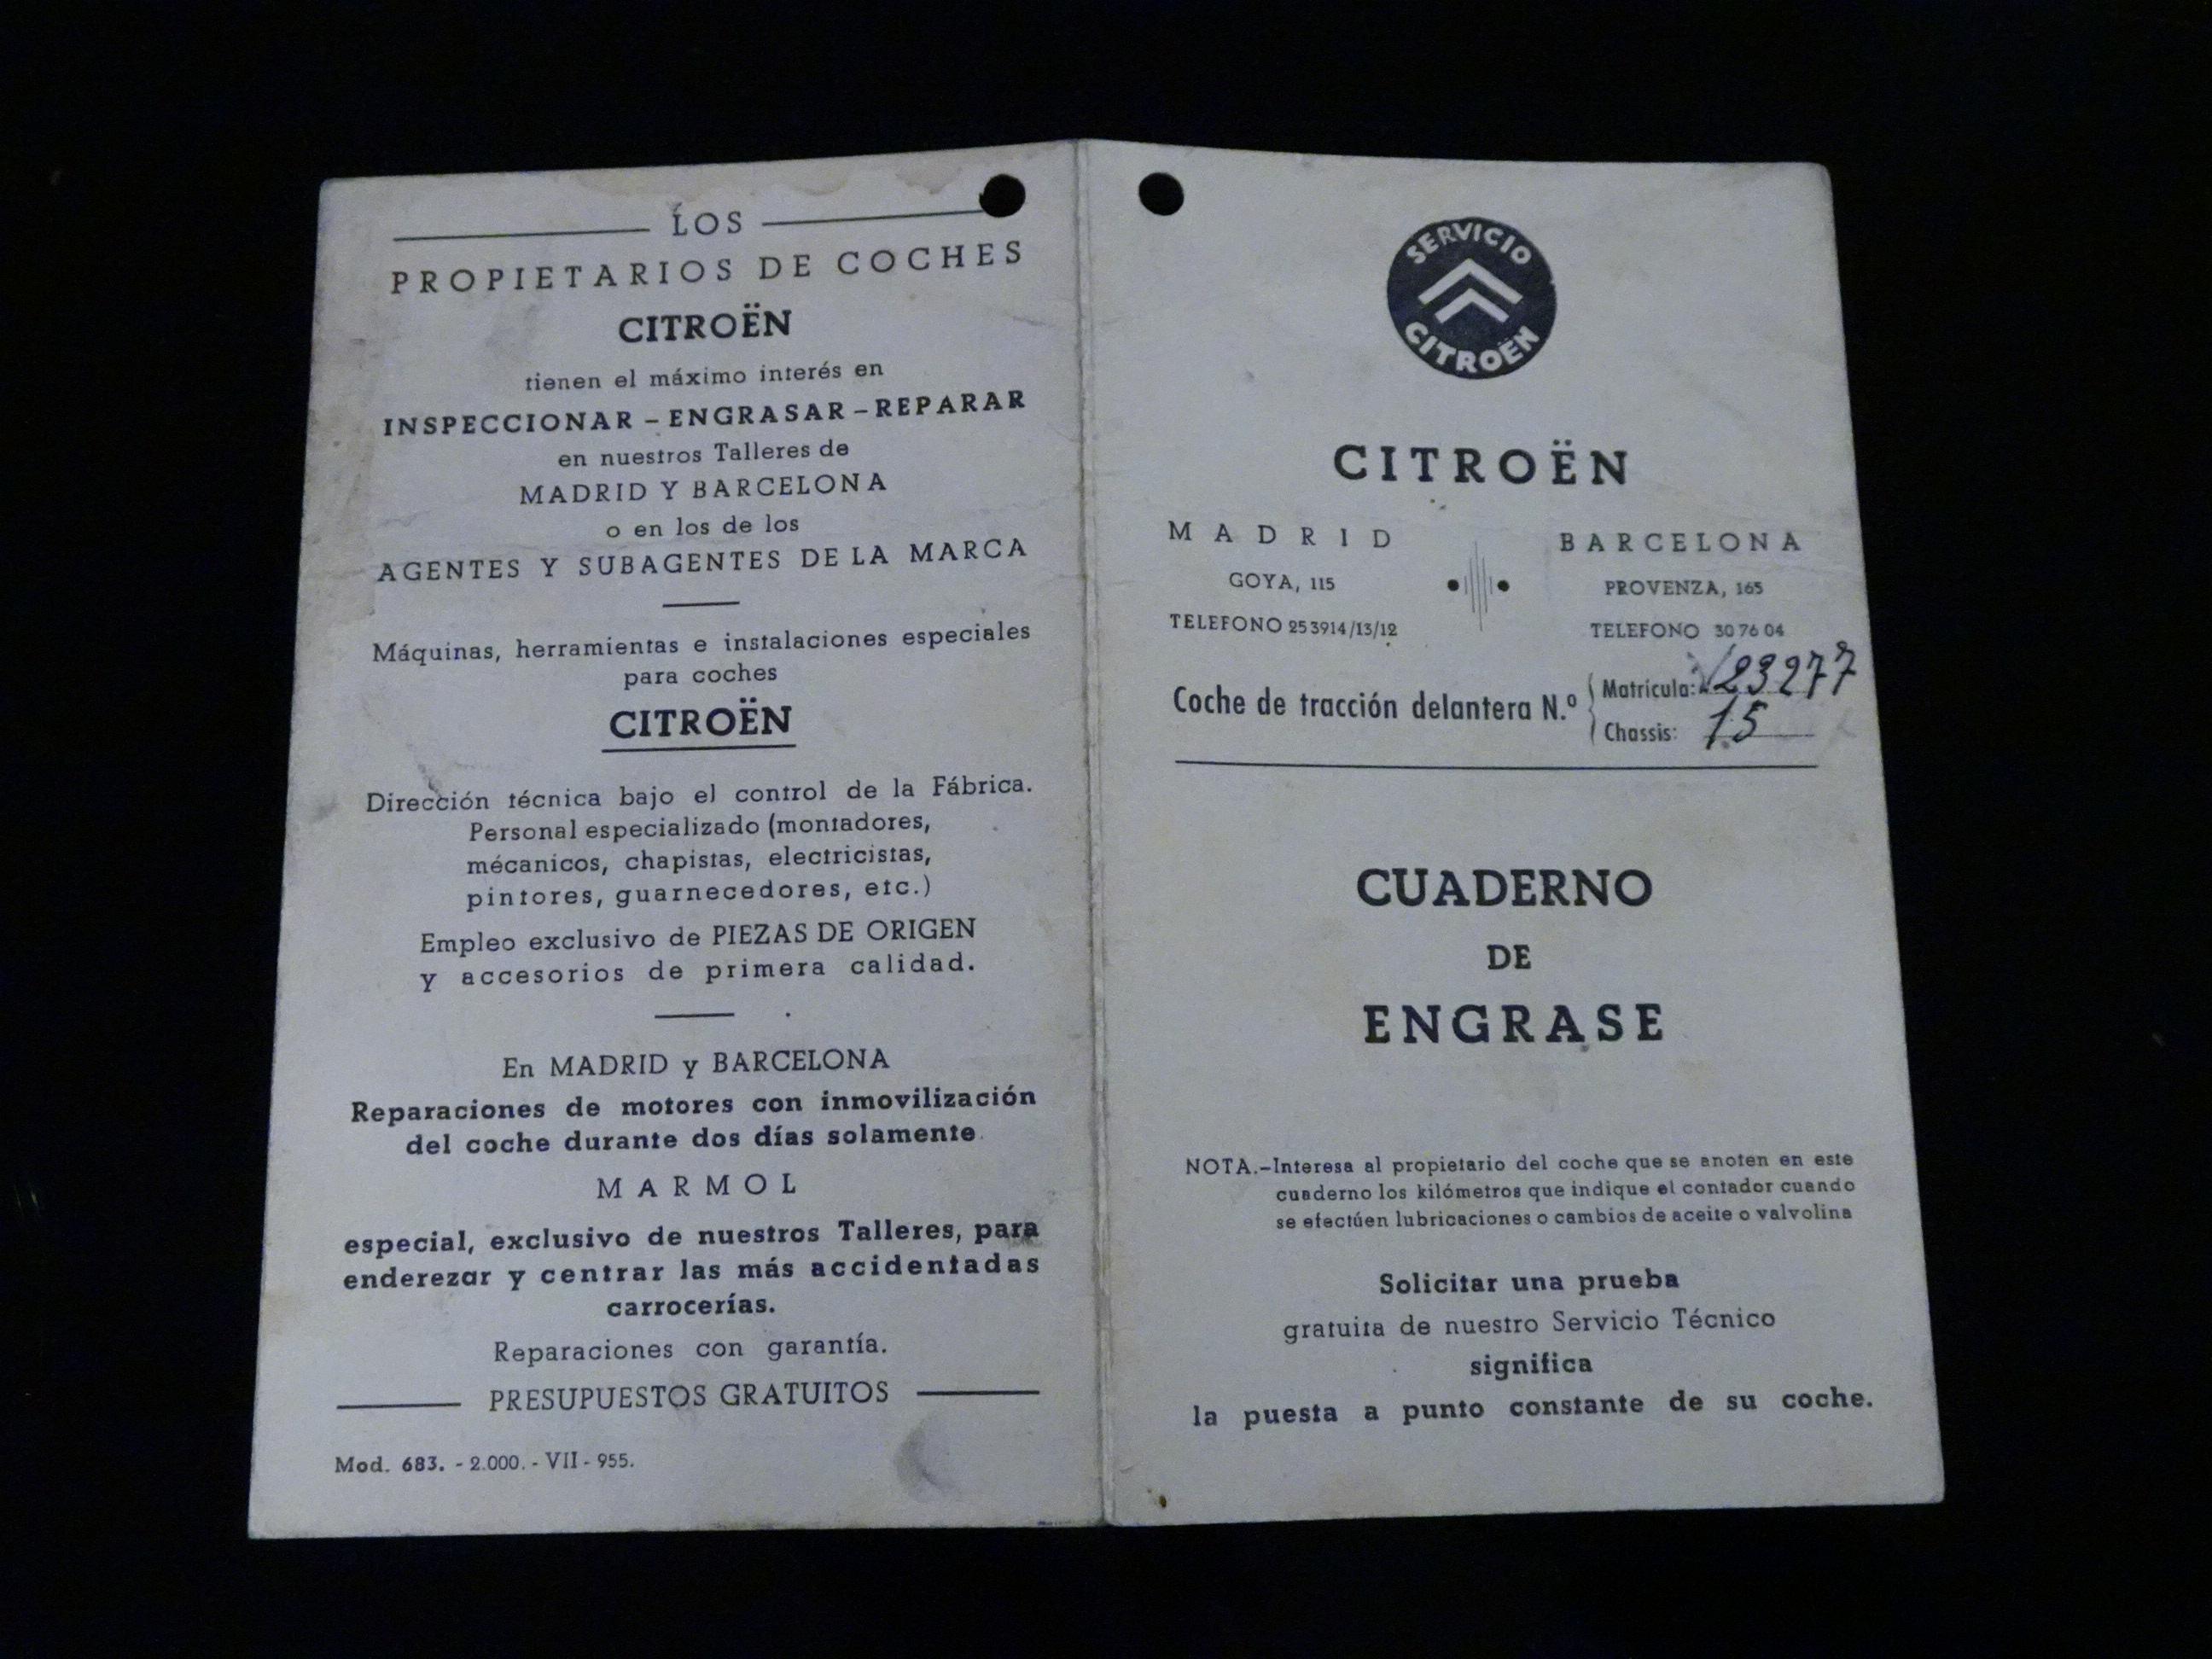 LOS
PROPIETARIOS DE COCHES
CITROËN
tienen el máximo interés en
INSPECCIONAR – ENGRASAR – REPARAR
en nuestros Talleres de
MADRID Y BARCELONA
o en los de los
AGENTES Y SUBAGENTES DE LA MARCA
Máquinas, herramientas e instalaciones especiales
para coches
CITROËN
Dirección técnica bajo el control de la Fábrica.
Personal especializado (montadores,
mécanicos, chapistas, electricistas,
pintores, guarnecedores, etc.)
Empleo exclusivo de PIEZAS DE ORIGEN
y accesorios de primera calidad.
En MADRID y BARCELONA
Reparaciones de motores con inmovilización
del coche durante dos días solamente.
MARMOL
especial, exclusivo de nuestros Talleres, para
enderezar y centrar las más accidentadas
carrocerías.
Reparaciones con garantía.
PRESUPUESTOS GRATUITOS
Mod. 683. - 2.000. - VII - 955.
SERVICIO
CITROËN
CITROËN
MADRID BARCELONA
GOYA, 115 PROVENZA, 165
TELEFONO 253914/13/12 TELEFONO 30 76 04
Coche de tracción delantera N.º
Matrícula: 23277
Chassis: 15
CUADERNO
DE
ENGRASE
NOTA.–Interesa al propietario del coche que se anoten en este
cuaderno los kilómetros que indique el contador cuando
se efectúen lubricaciones o cambios de aceite o valvolina
Solicitar una prueba
gratuita de nuestro Servicio Técnico
significa
la puesta a punto constante de su coche.